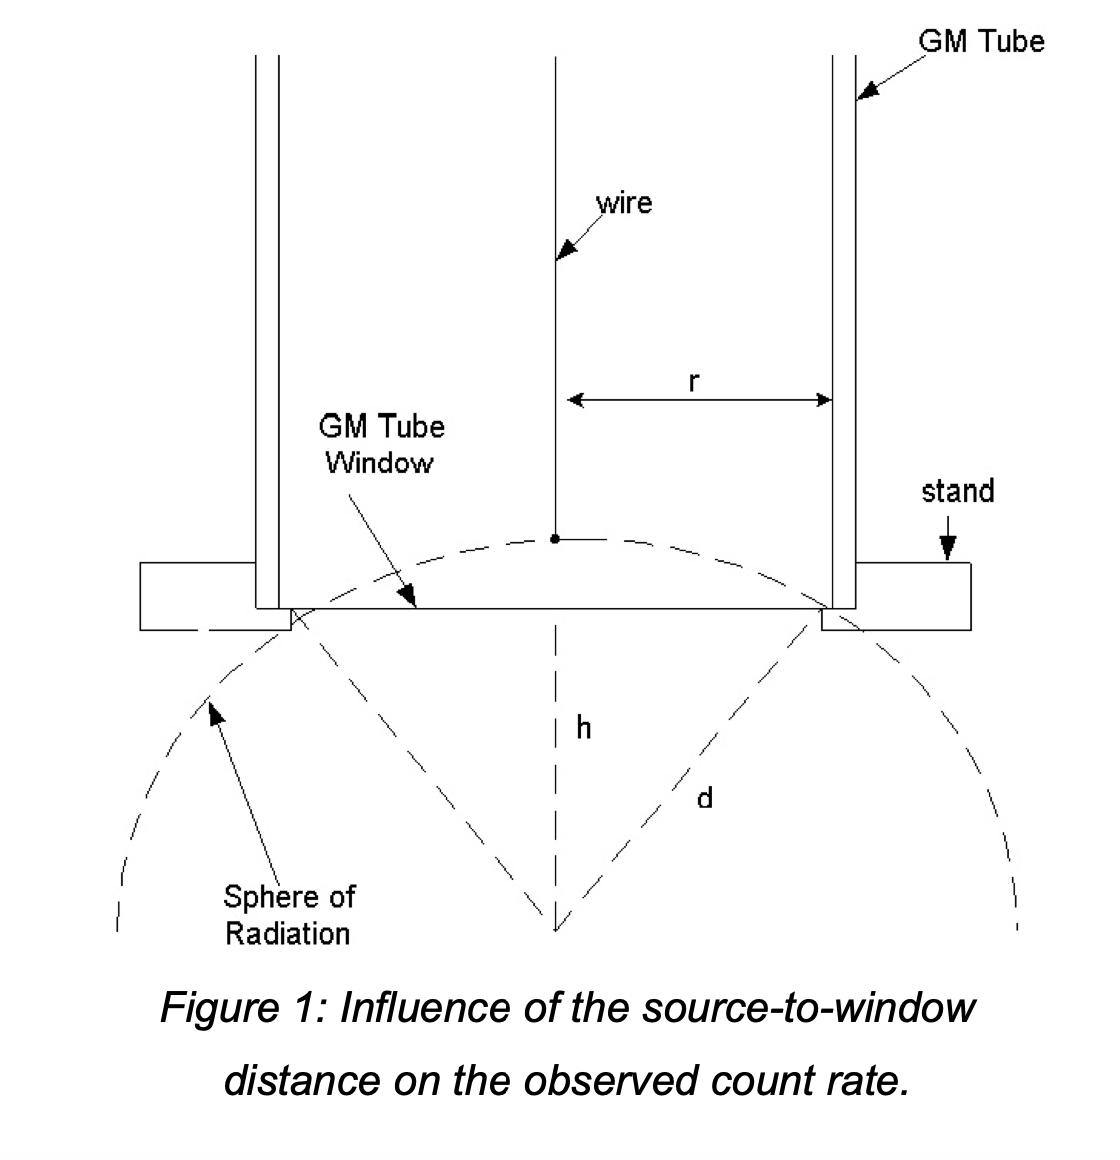 GM Tube
wire
r
GM Tube
Window
stand
h
d
Sphere of
Radiation
Figure 1: Influence of the source-to-window
distance on the observed count rate.